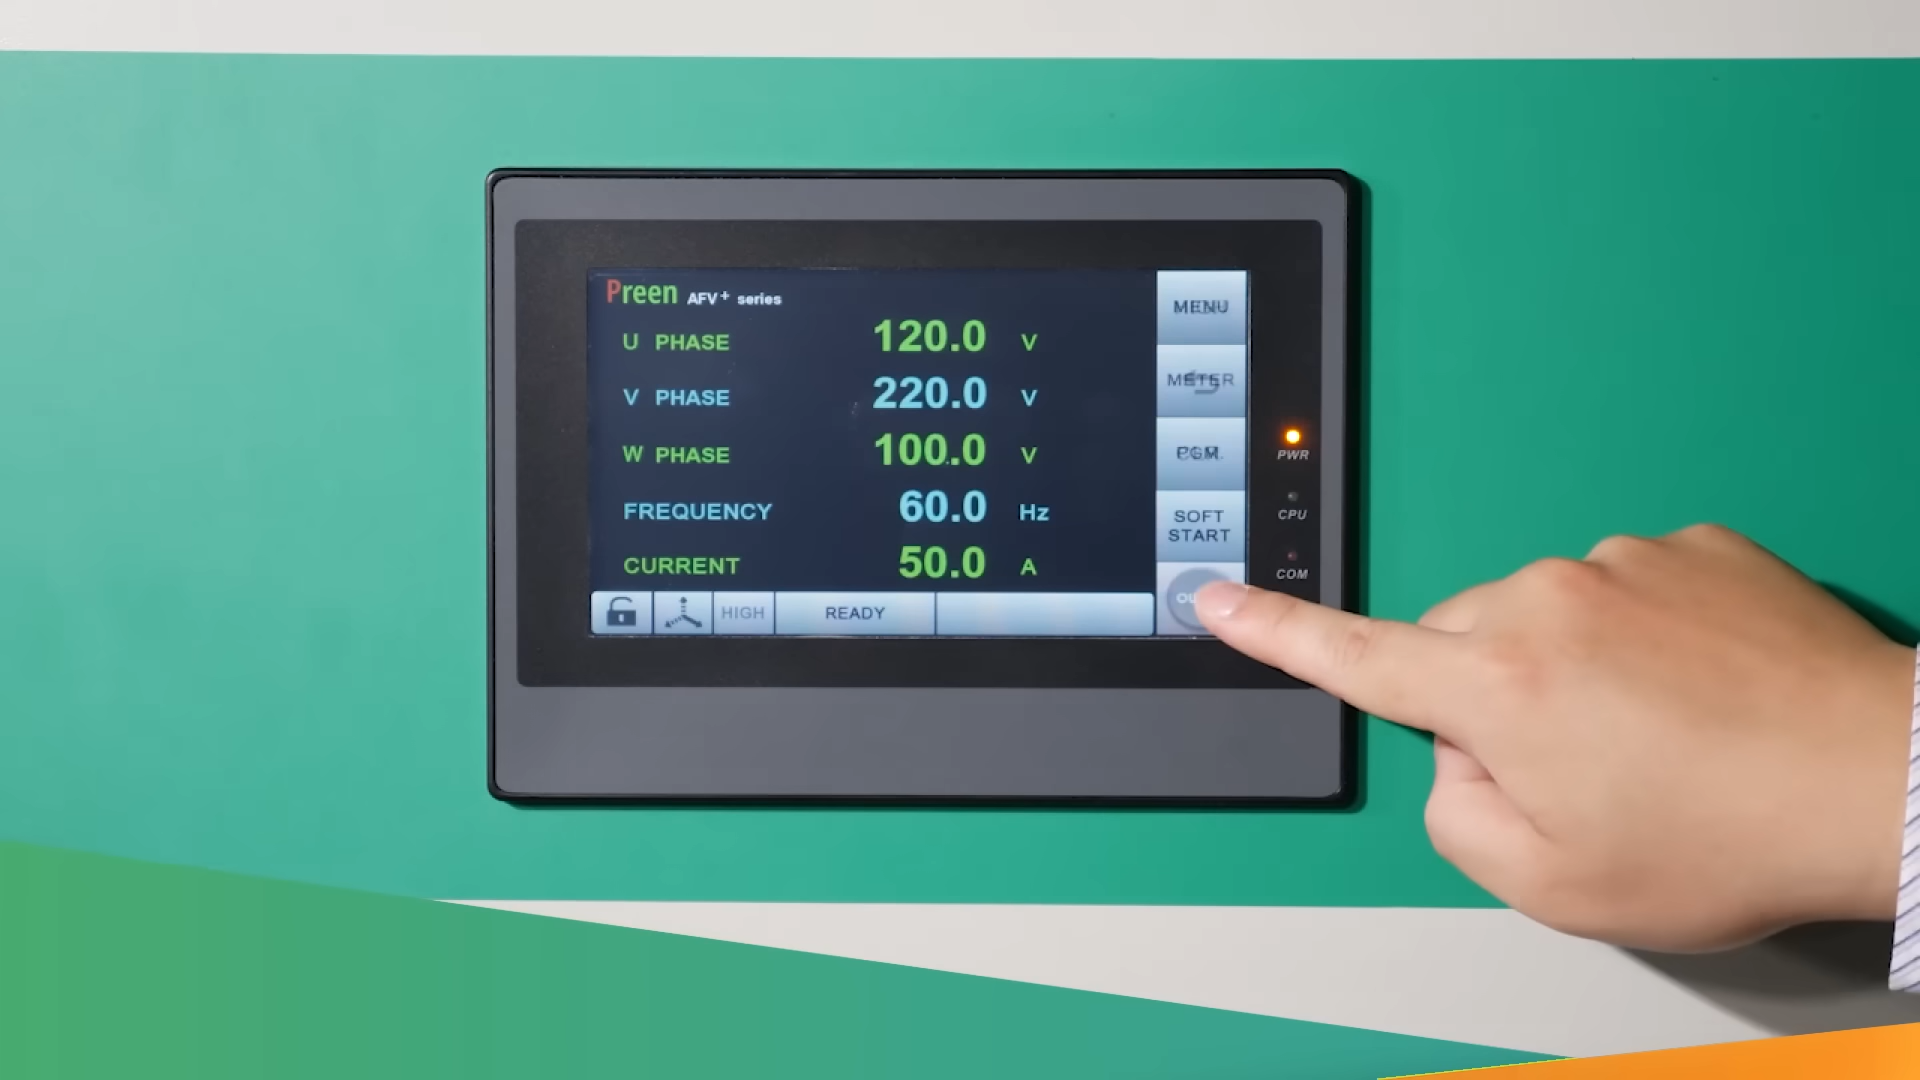 Preen AFV+ series
U PHASE 120.0 V
V PHASE 220.0 V
W PHASE 100.0 V
FREQUENCY 60.0 Hz
CURRENT 50.0 A
HIGH READY
MENU
METER
SOFT
START
PWR
CPU
COM